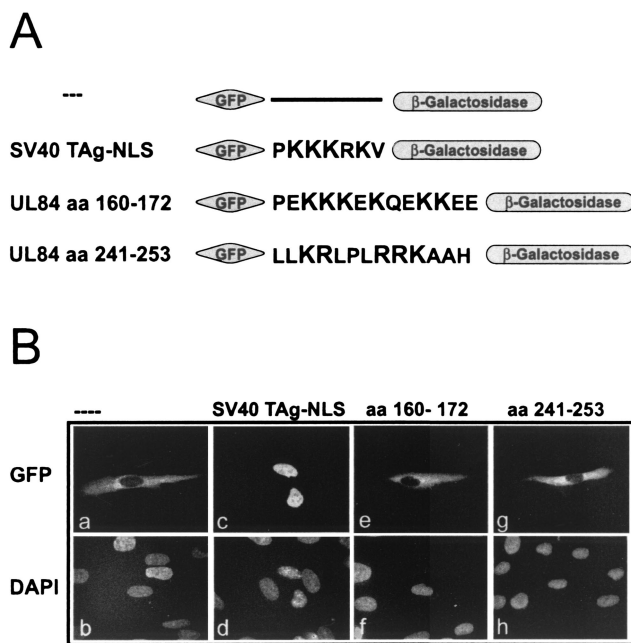 A
--- GFP β-Galactosidase
SV40 TAg-NLS GFP PKKKRKV β-Galactosidase
UL84 aa 160-172 GFP PEKKKEKQEKKEE β-Galactosidase
UL84 aa 241-253 GFP LLKRLPLRRKAAH β-Galactosidase
B
---- SV40 TAg-NLS aa 160- 172 aa 241-253
GFP a c e g
DAPI b d f h